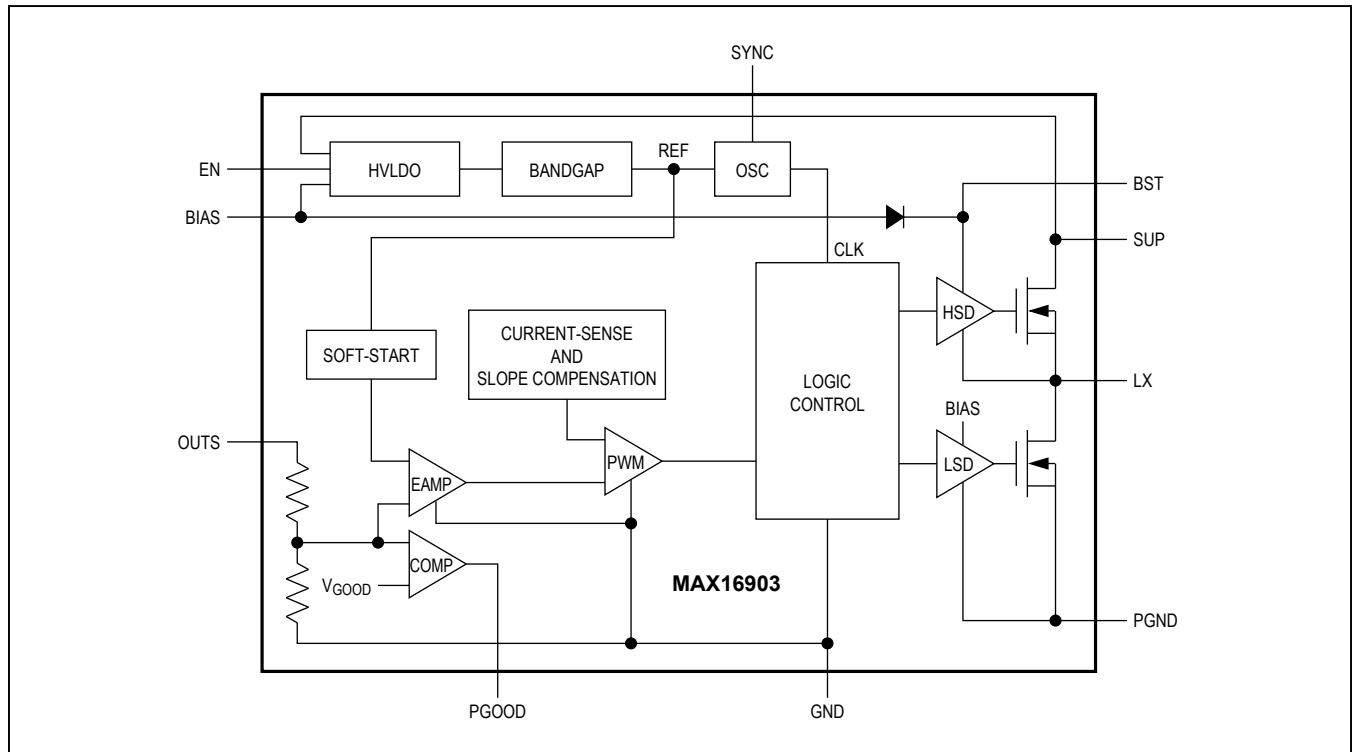 SYNC
EN
HVLDO
BANDGAP
REF
OSC
BST
BIAS
SUP
CLK
HSD
SOFT-START
CURRENT-SENSE
AND
SLOPE COMPENSATION
LOGIC
CONTROL
LX
BIAS
OUTS
EAMP
PWM
LSD
COMP
VGOOD
MAX16903
PGND
PGOOD
GND